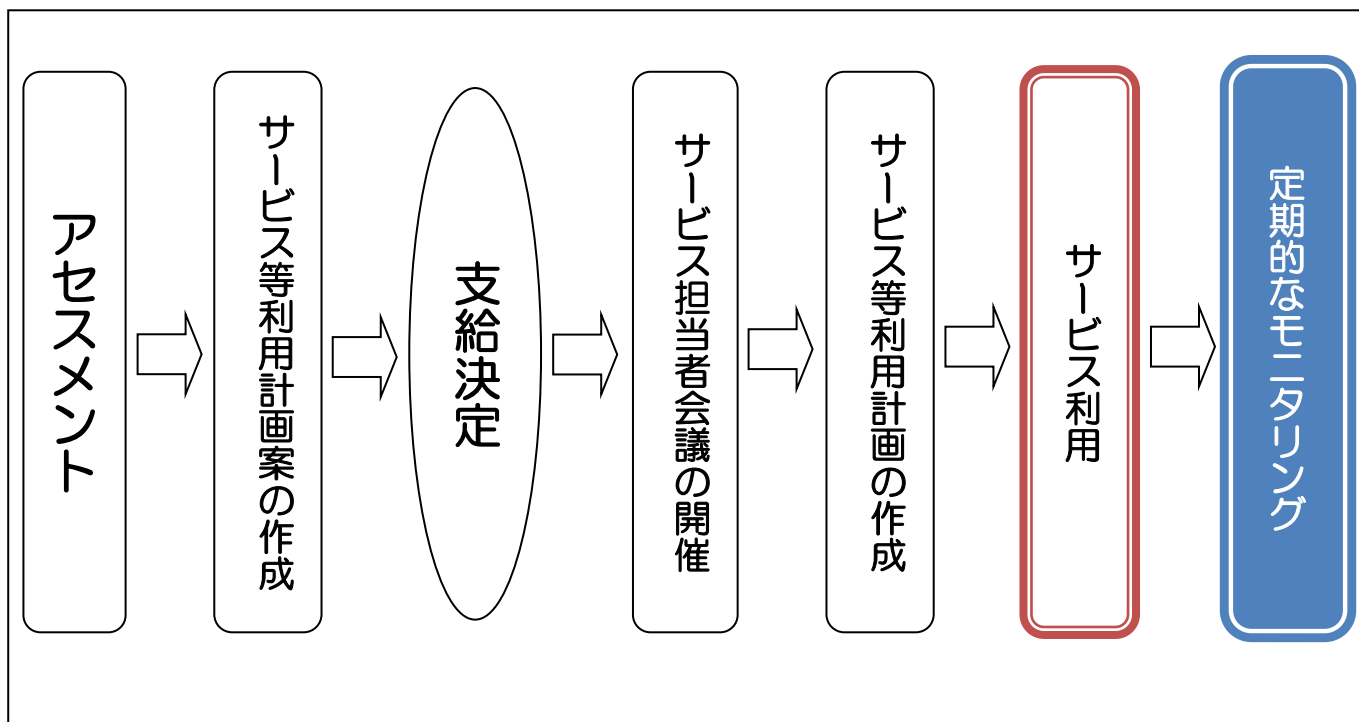 アセスメント
サービス等利用計画案の作成
支給決定
サービス担当者会議の開催
サービス等利用計画の作成
サービス利用
定期的なモニタリング